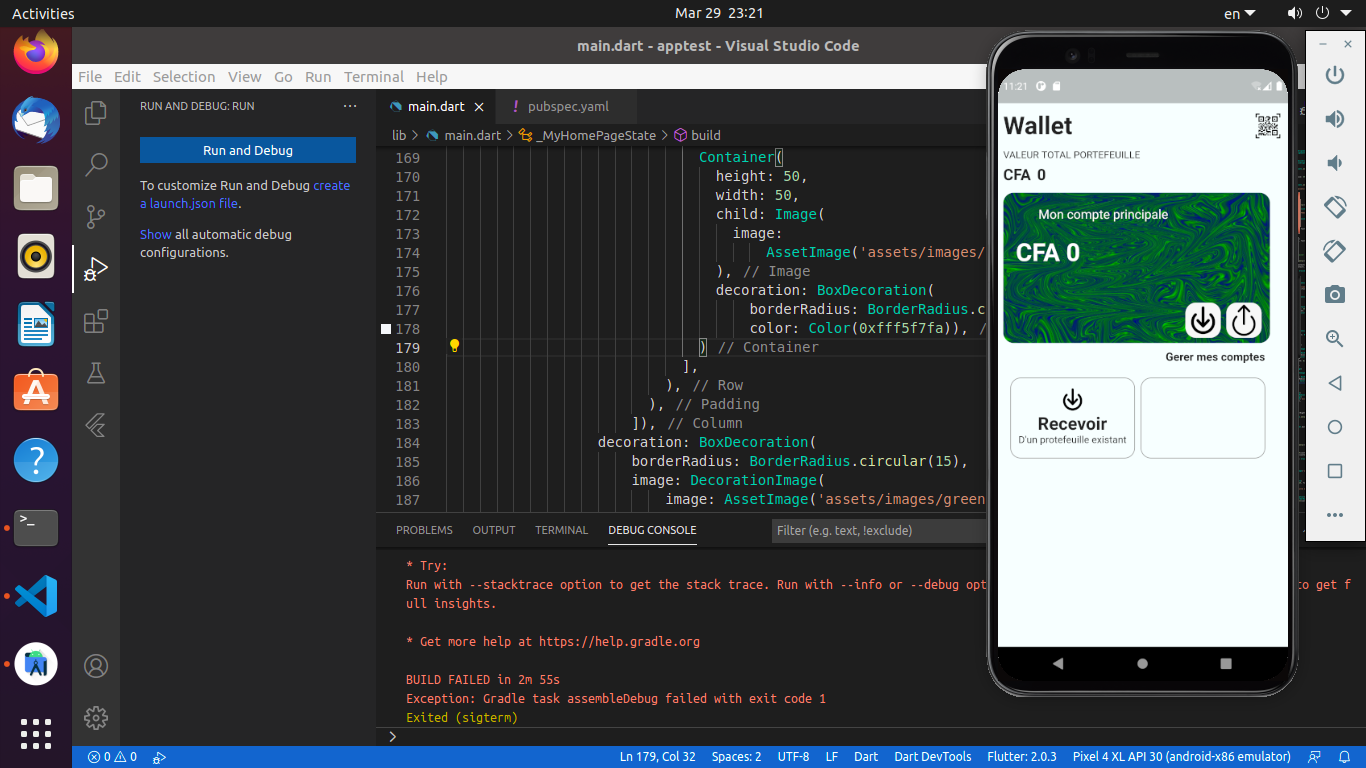 Activities
Mar 29 23:21
en
main.dart - apptest - Visual Studio Code
File Edit Selection View Go Run Terminal Help
RUN AND DEBUG: RUN
Run and Debug
To customize Run and Debug create
a launch.json file.
Show all automatic debug
configurations.
main.dart
! pubspec.yaml
lib > main.dart > _MyHomePageState > build
169 Container(
170 height: 50,
171 width: 50,
172 child: Image(
173 image:
174 AssetImage('assets/images/
175 ), // Image
176 decoration: BoxDecoration(
177 borderRadius: BorderRadius.c
178 color: Color(0xfff5f7fa)), /
179 ) // Container
180 ],
181 ), // Row
182 ), // Padding
183 ]), // Column
184 decoration: BoxDecoration(
185 borderRadius: BorderRadius.circular(15),
186 image: DecorationImage(
187 image: AssetImage('assets/images/green
PROBLEMS OUTPUT TERMINAL DEBUG CONSOLE
Filter (e.g. text, !exclude)
* Try:
Run with --stacktrace option to get the stack trace. Run with --info or --debug opt
to get f
ull insights.
* Get more help at https://help.gradle.org
BUILD FAILED in 2m 55s
Exception: Gradle task assembleDebug failed with exit code 1
Exited (sigterm)
>
0 0
Ln 179, Col 32 Spaces: 2 UTF-8 LF Dart Dart DevTools Flutter: 2.0.3 Pixel 4 XL API 30 (android-x86 emulator)
11:21
Wallet
VALEUR TOTAL PORTEFEUILLE
CFA 0
Mon compte principale
CFA 0
Gerer mes comptes
Recevoir
D'un protefeuille existant